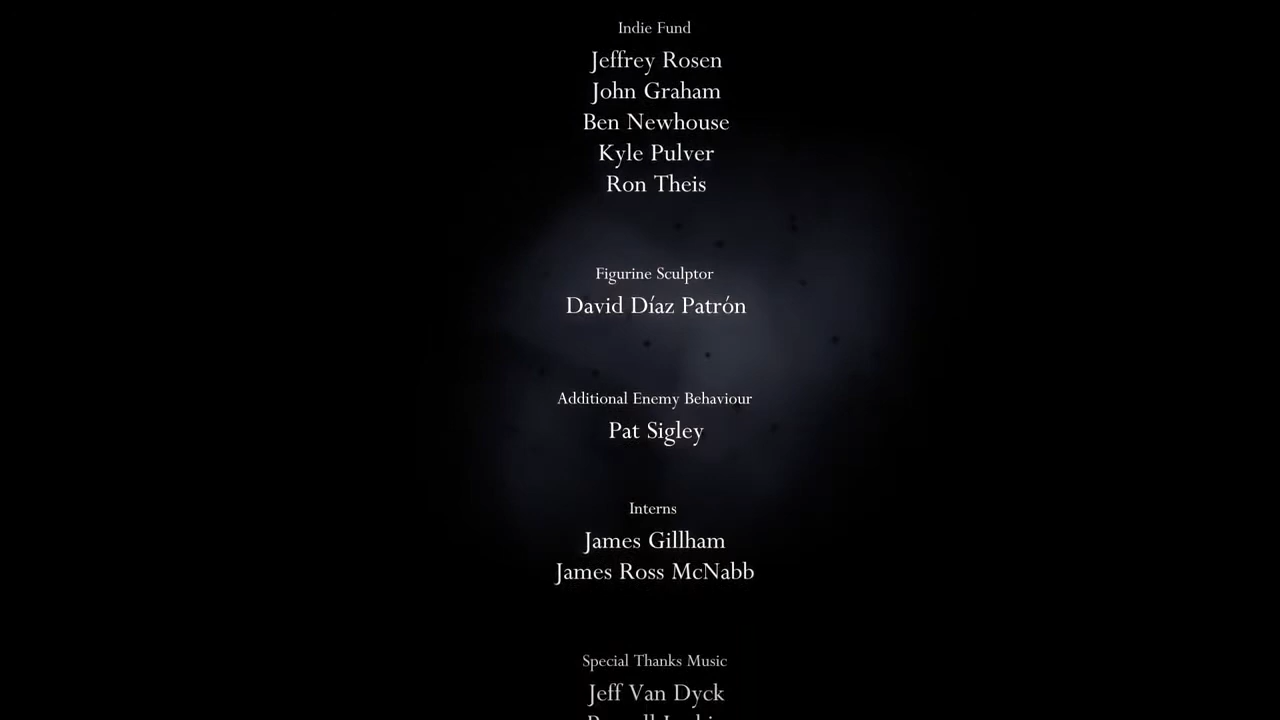 Indie Fund
Jeffrey Rosen
John Graham
Ben Newhouse
Kyle Pulver
Ron Theis
Figurine Sculptor
David Díaz Patrón
Additional Enemy Behaviour
Pat Sigley
Interns
James Gillham
James Ross McNabb
Special Thanks Music
Jeff Van Dyck